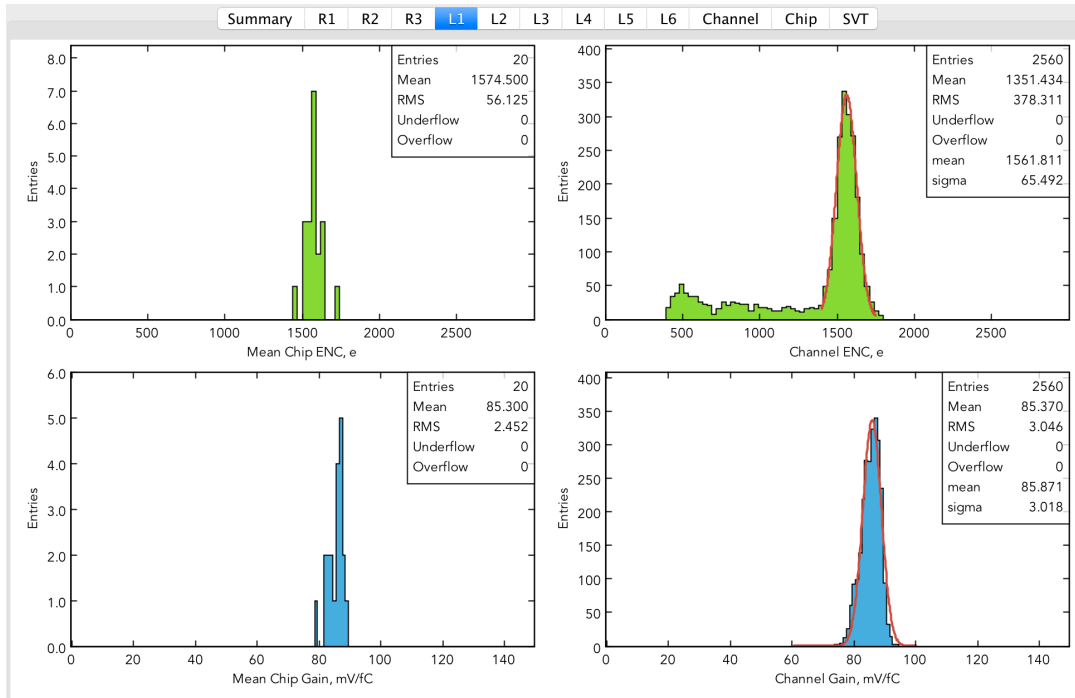 Summary R1 R2 R3 L1 L2 L3 L4 L5 L6 Channel Chip SVT
Entries 20
Mean 1574.500
RMS 56.125
Underflow 0
Overflow 0
8.0
7.0
6.0
5.0
4.0
3.0
2.0
1.0
0.0
Entries
0 500 1000 1500 2000 2500
Mean Chip ENC, e
Entries 2560
Mean 1351.434
RMS 378.311
Underflow 0
Overflow 0
mean 1561.811
sigma 65.492
400
350
300
250
200
150
100
50
0
Entries
0 500 1000 1500 2000 2500
Channel ENC, e
Entries 20
Mean 85.300
RMS 2.452
Underflow 0
Overflow 0
6.0
5.0
4.0
3.0
2.0
1.0
0.0
Entries
0 20 40 60 80 100 120 140
Mean Chip Gain, mV/fC
Entries 2560
Mean 85.370
RMS 3.046
Underflow 0
Overflow 0
mean 85.871
sigma 3.018
400
350
300
250
200
150
100
50
0
Entries
0 20 40 60 80 100 120 140
Channel Gain, mV/fC